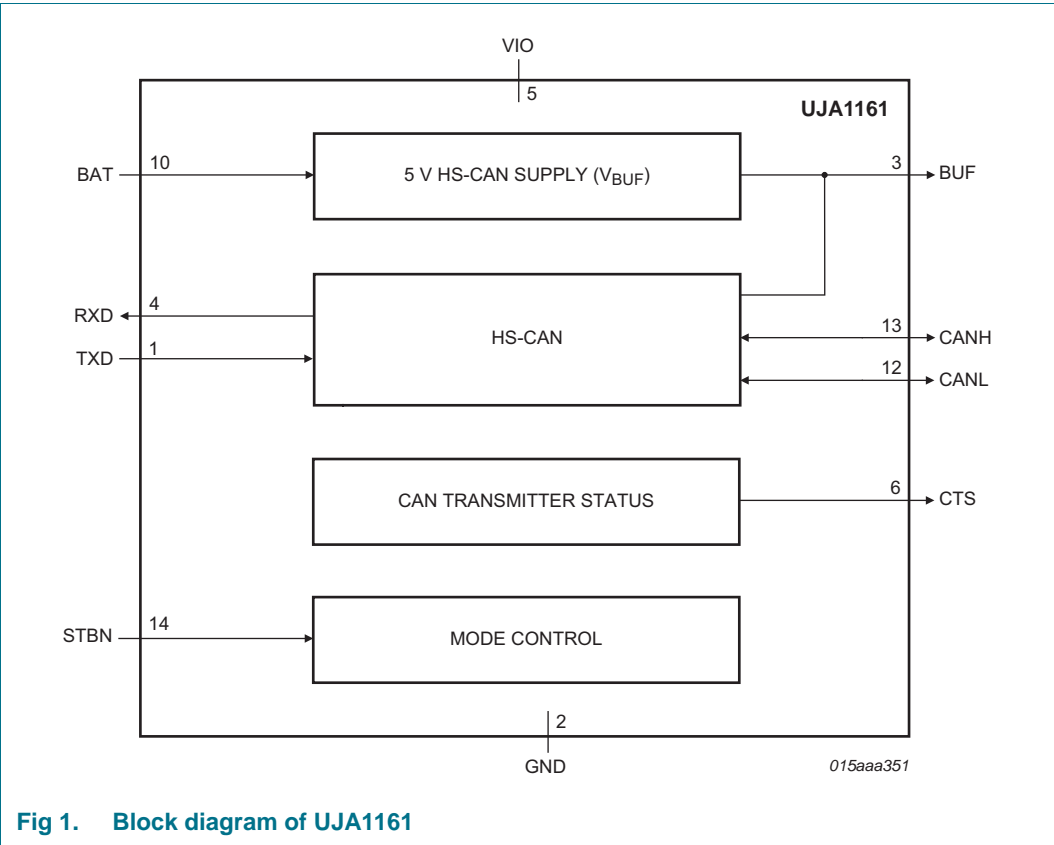 VIO
5
UJA1161
BAT
10
5 V HS-CAN SUPPLY (VBUF)
3
BUF
RXD
4
TXD
1
HS-CAN
13
CANH
12
CANL
CAN TRANSMITTER STATUS
6
CTS
STBN
14
MODE CONTROL
2
GND
015aaa351
Fig 1. Block diagram of UJA1161